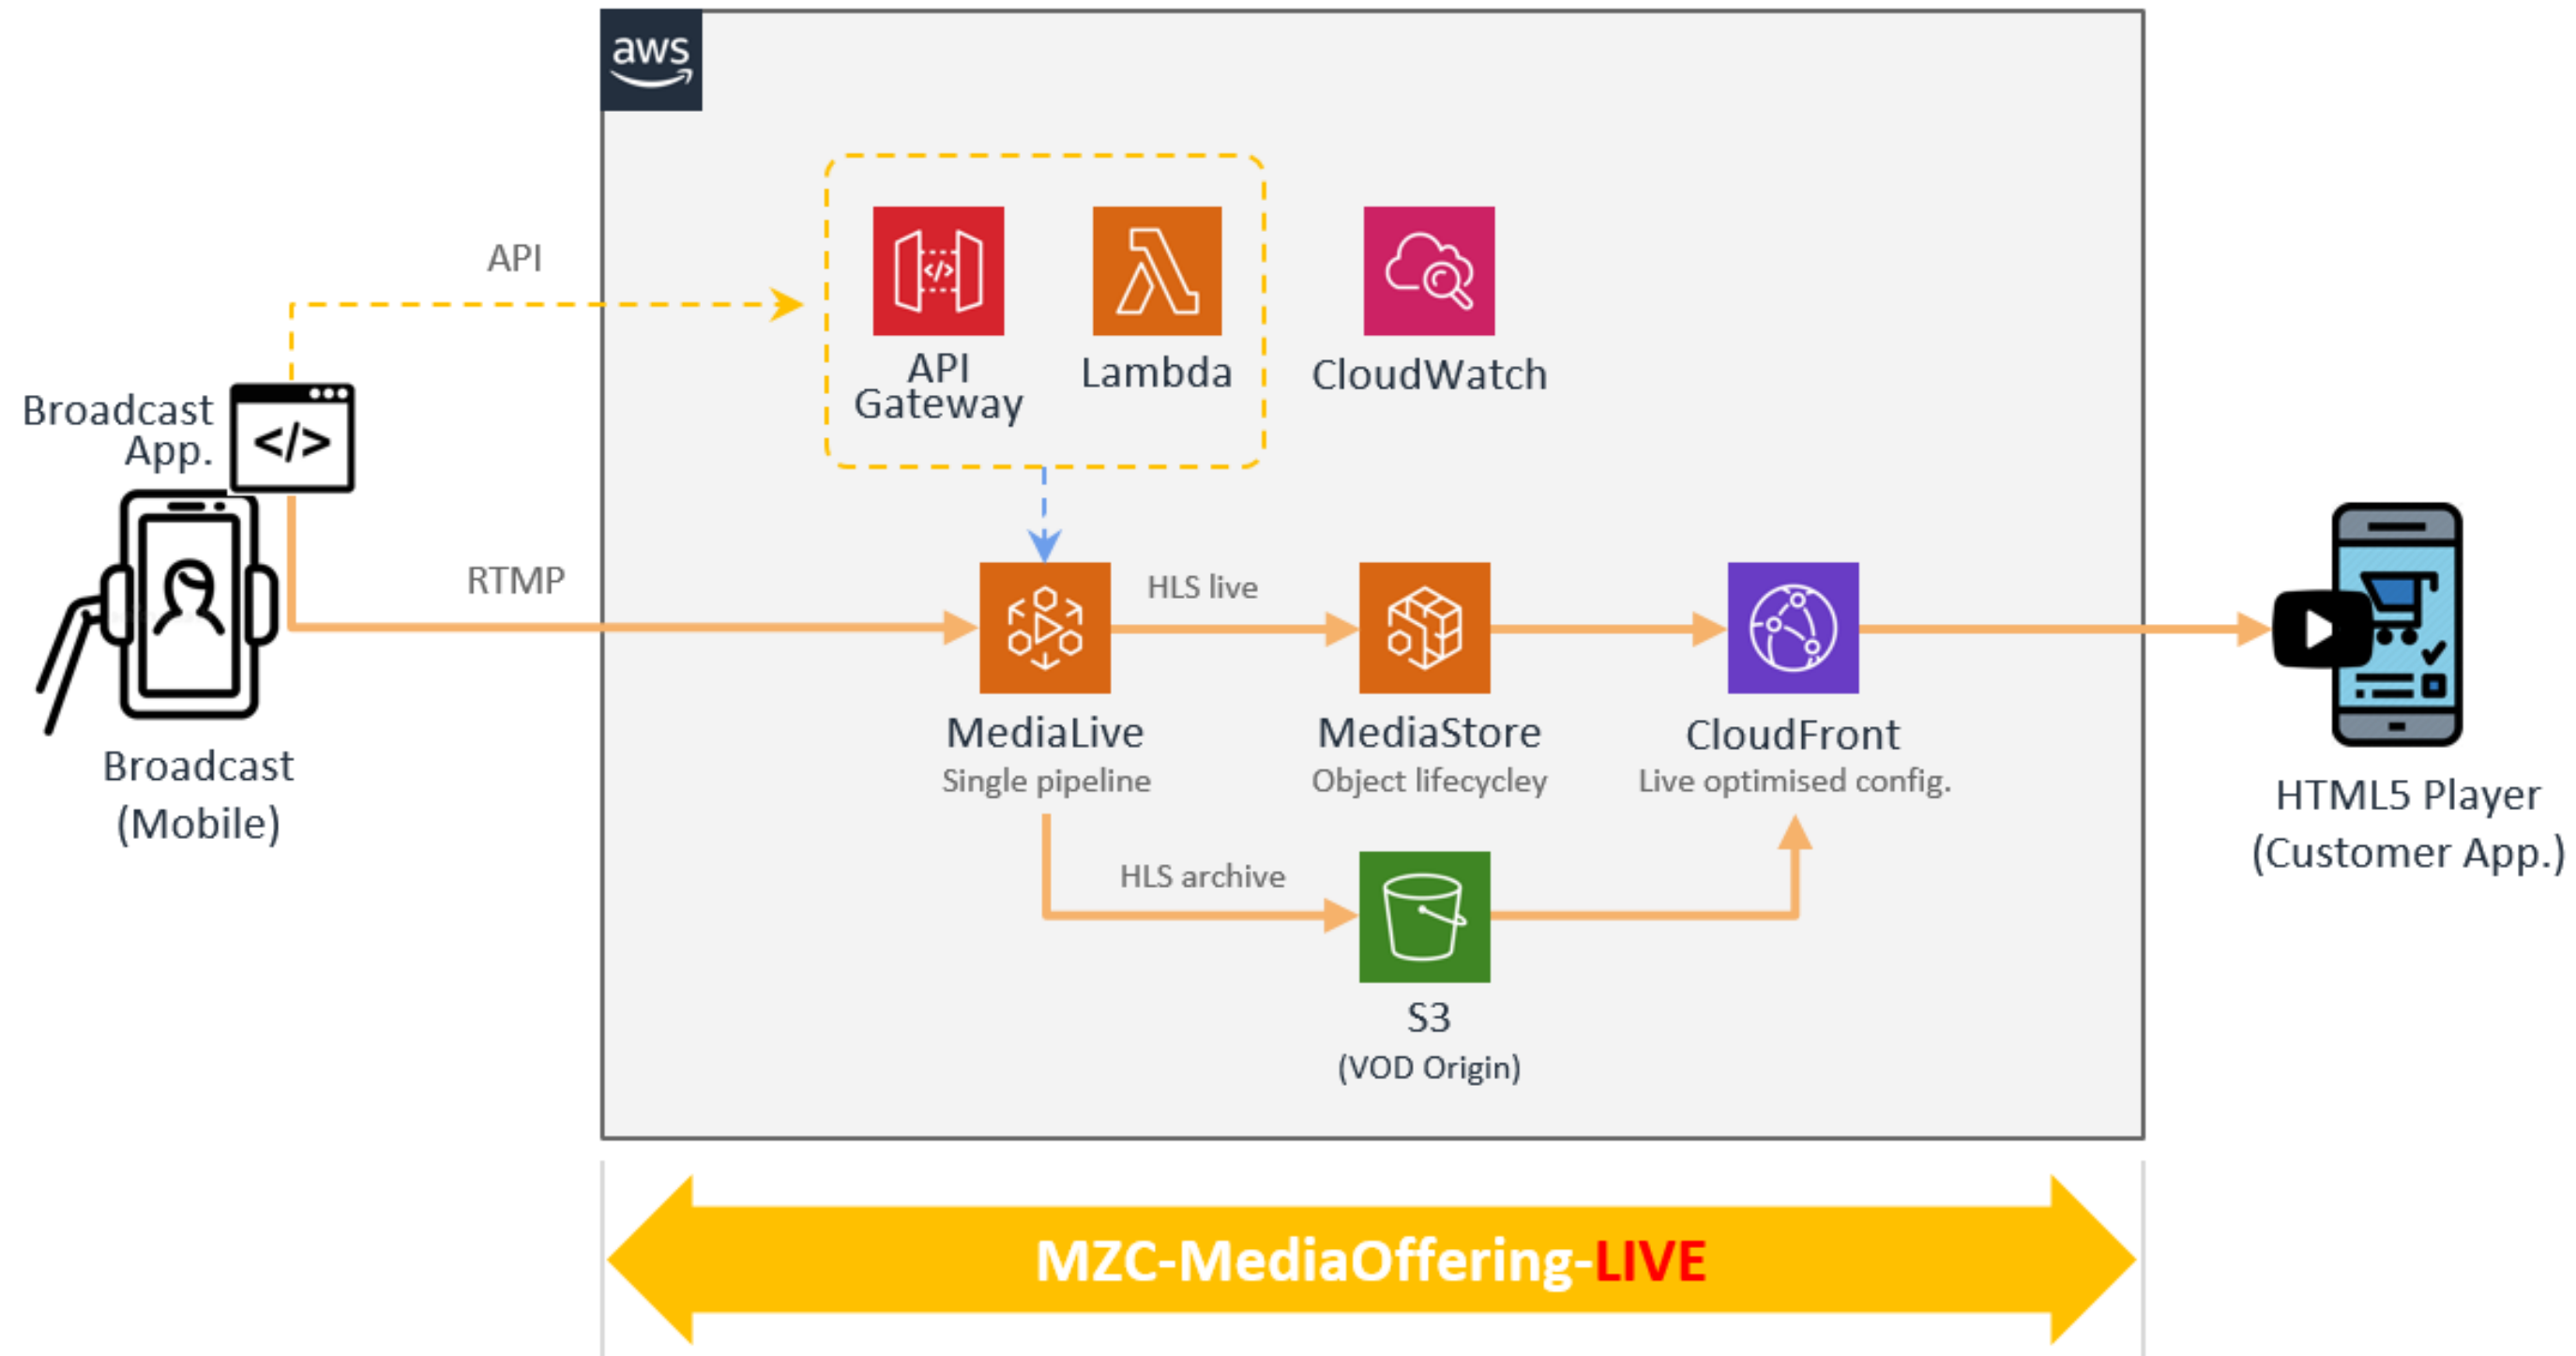 aws
API
API
Gateway
Lambda
CloudWatch
Broadcast
App.
</>
RTMP
HLS live
MediaLive
Single pipeline
MediaStore
Object lifecycley
CloudFront
Live optimised config.
Broadcast
(Mobile)
HTML5 Player
(Customer App.)
HLS archive
S3
(VOD Origin)
MZC-MediaOffering-LIVE